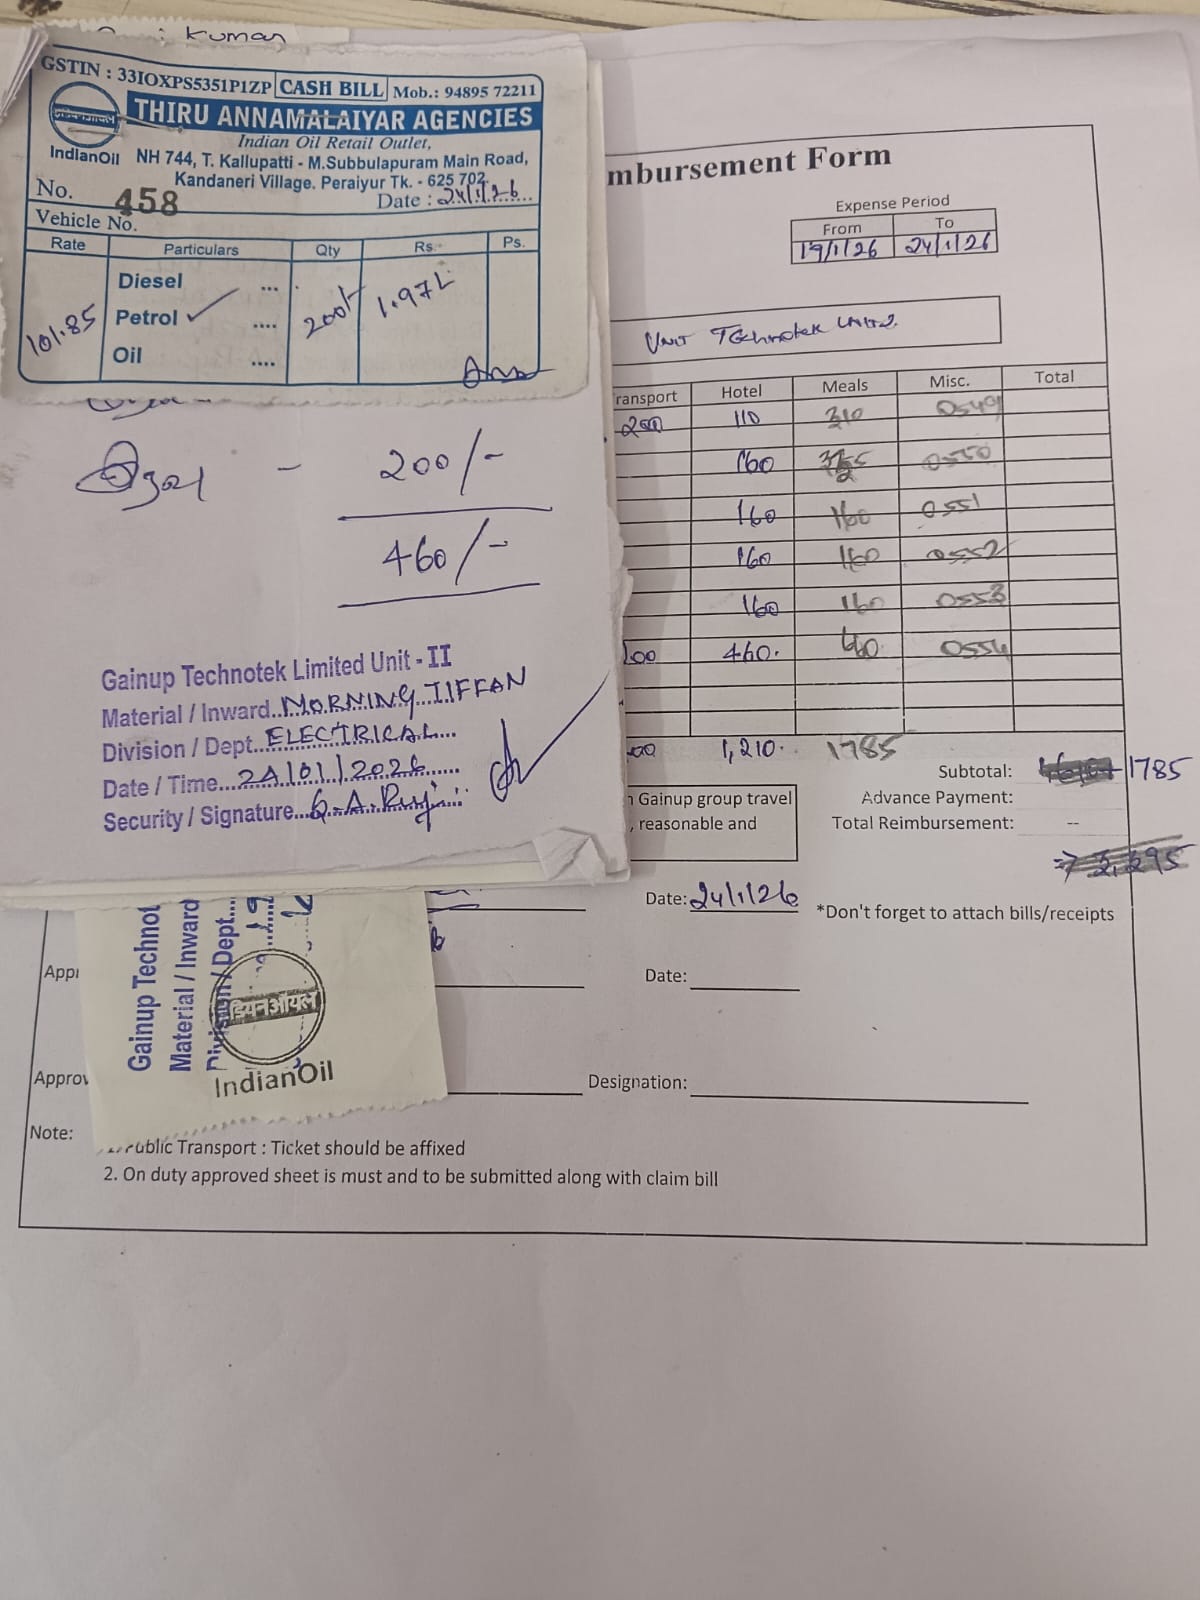 Kumar
GSTIN : 33IOXPS5351P1ZP CASH BILL Mob.: 94895 72211
THIRU ANNAMALAIYAR AGENCIES
IndianOil
Indian Oil Retail Outlet,
NH 744, T. Kallupatti - M.Subbulapuram Main Road,
Kandaneri Village. Peraiyur Tk. - 625 702.
No. 458 Date : 24/1/26
Vehicle No.
Rate Particulars Qty Rs. Ps.
Diesel ...
101.85 Petrol ✓ .... 200/- 1.97L
Oil ....
- 200/-
460/-
Gainup Technotek Limited Unit - II
Material / Inward..MORNING TIFFAN
Division / Dept..ELECTRICAL...
Date / Time...24/01/2026......
Security / Signature...
mbursement Form
Expense Period
From To
19/1/26 24/1/26
UNIT Technotek UNIT2.
ransport Hotel Meals Misc. Total
200 110 310 0549
160 0550
160 160 0551
160 160 0552
160 160 0553
460. 0554
1,210. 1785
Subtotal: 1785
Advance Payment:
Total Reimbursement: --
2,295
Gainup group travel
, reasonable and
Date: 24/1/26
*Don't forget to attach bills/receipts
Appr
Date:
Approv
Designation:
Gainup Technot
Material / Inward
Division / Dept....
इंडियनऑयल
IndianOil
Note:
Public Transport : Ticket should be affixed
2. On duty approved sheet is must and to be submitted along with claim bill